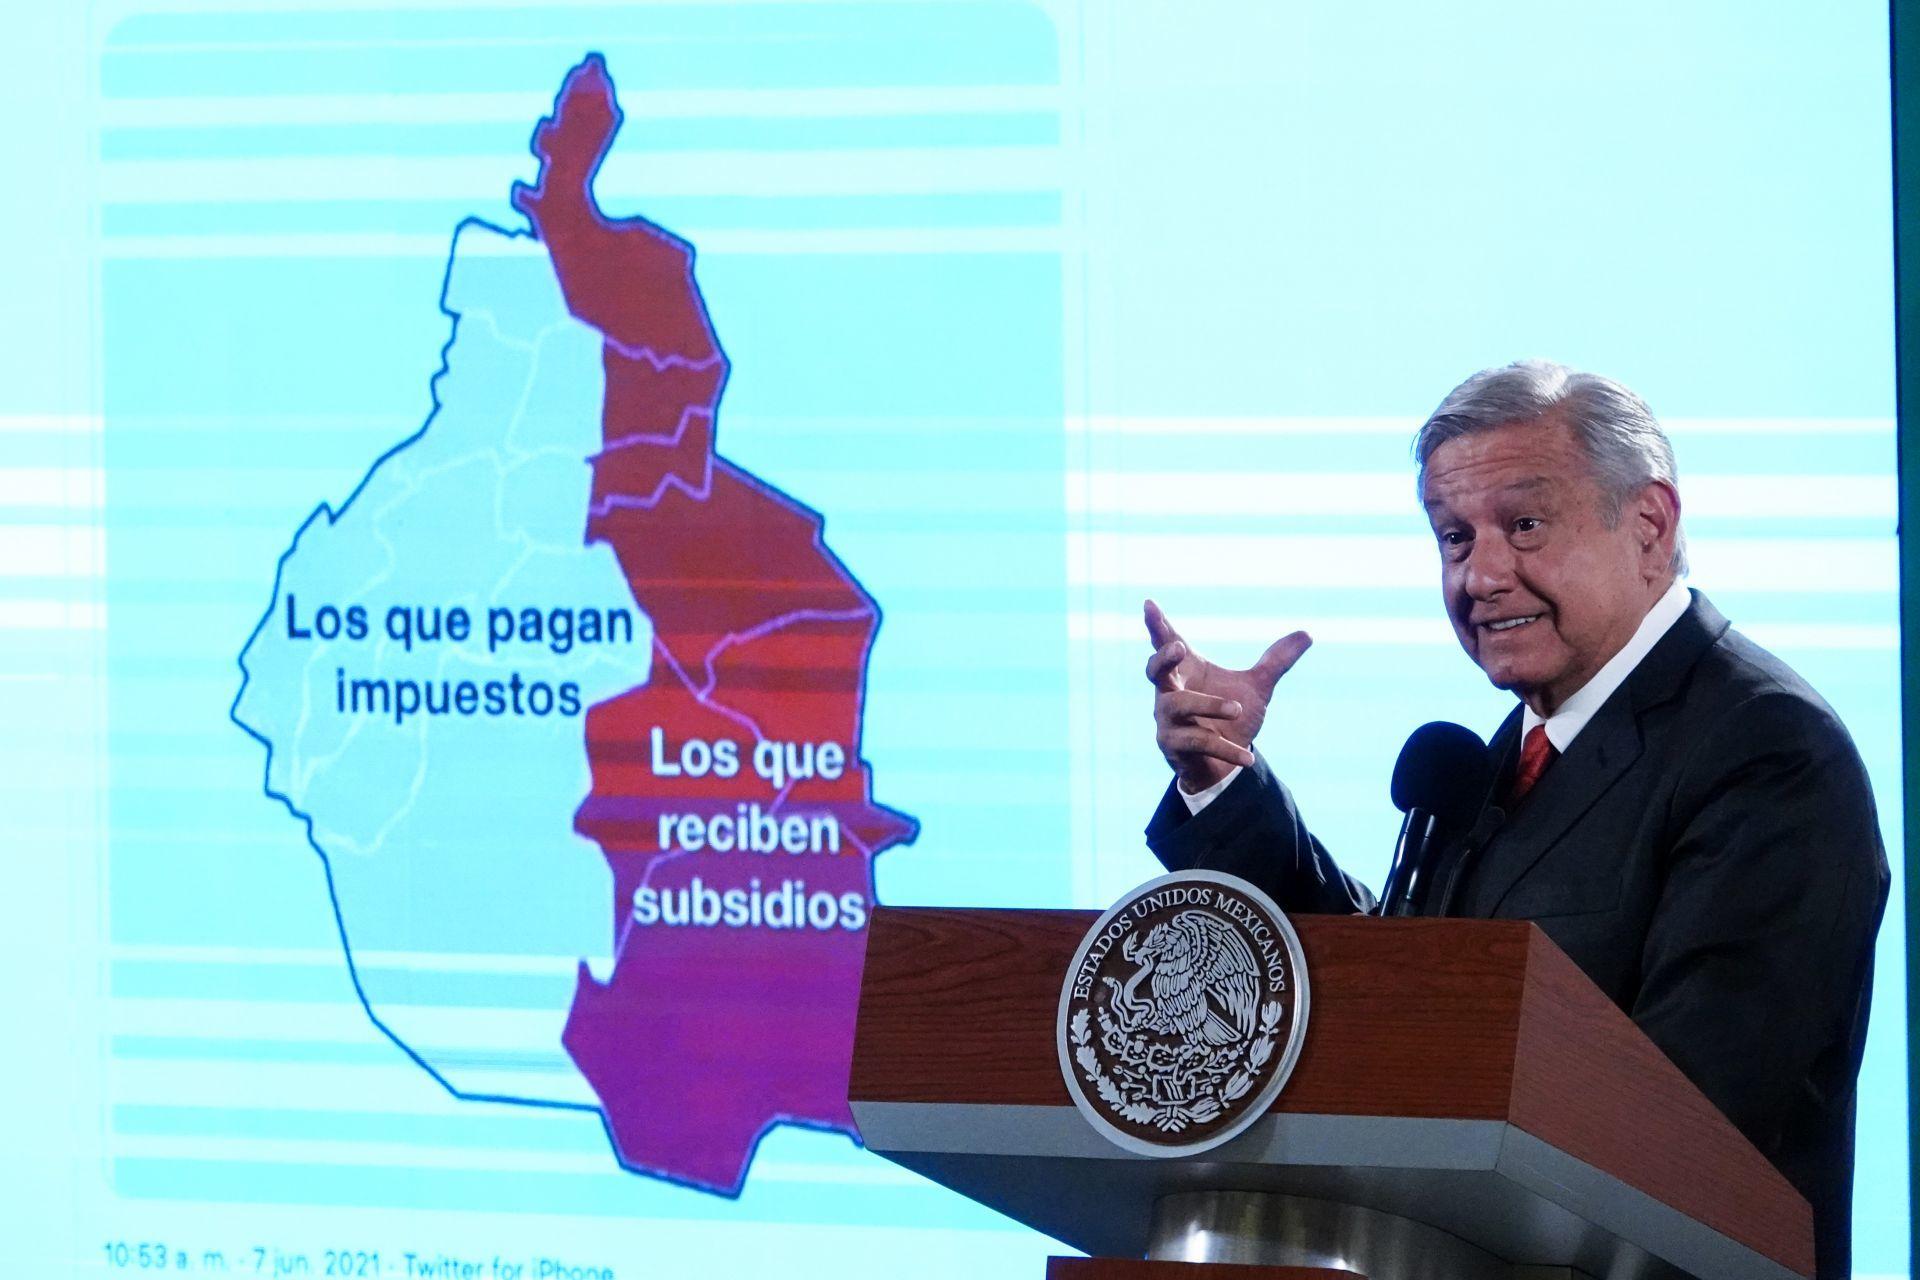 Los que pagan
impuestos
Los que
reciben
subsidios
10:53 a. m. · 7 jun. 2021 · Twitter for iPhone
ESTADOS UNIDOS MEXICANOS